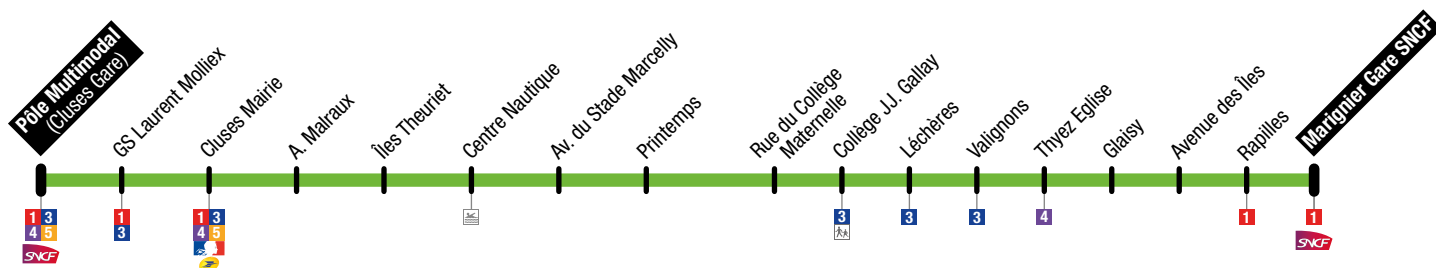 Pôle Multimodal
(Cluses Gare)
GS Laurent Molliex
Cluses Mairie
A. Malraux
Îles Theuriet
Centre Nautique
Av. du Stade Marcelly
Printemps
Rue du Collège
Maternelle
Collège JJ. Gallay
Léchères
Valignons
Thyez Eglise
Glaisy
Avenue des Îles
Rapilles
Marignier Gare SNCF
1 3
4 5
SNCF
1
3
1 3
4 5
3
3
3
4
1
1
SNCF